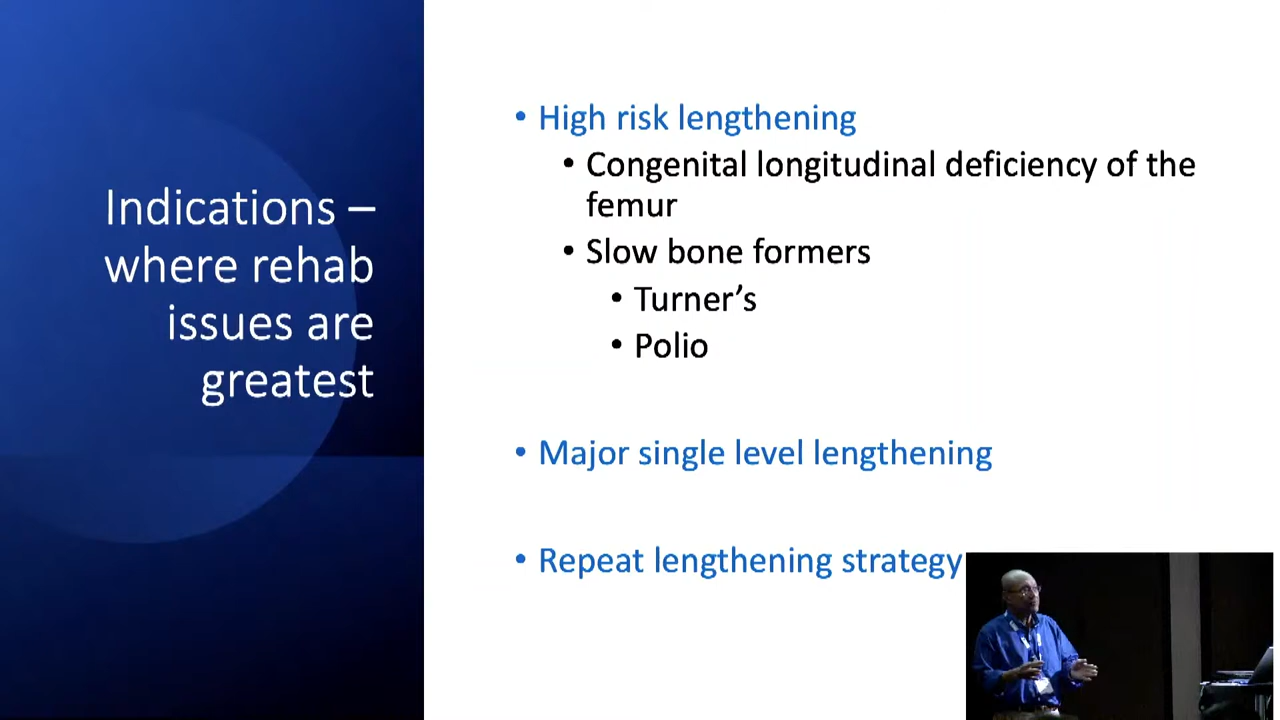 Indications –
where rehab
issues are
greatest
• High risk lengthening
• Congenital longitudinal deficiency of the
femur
• Slow bone formers
• Turner’s
• Polio
• Major single level lengthening
• Repeat lengthening strategy